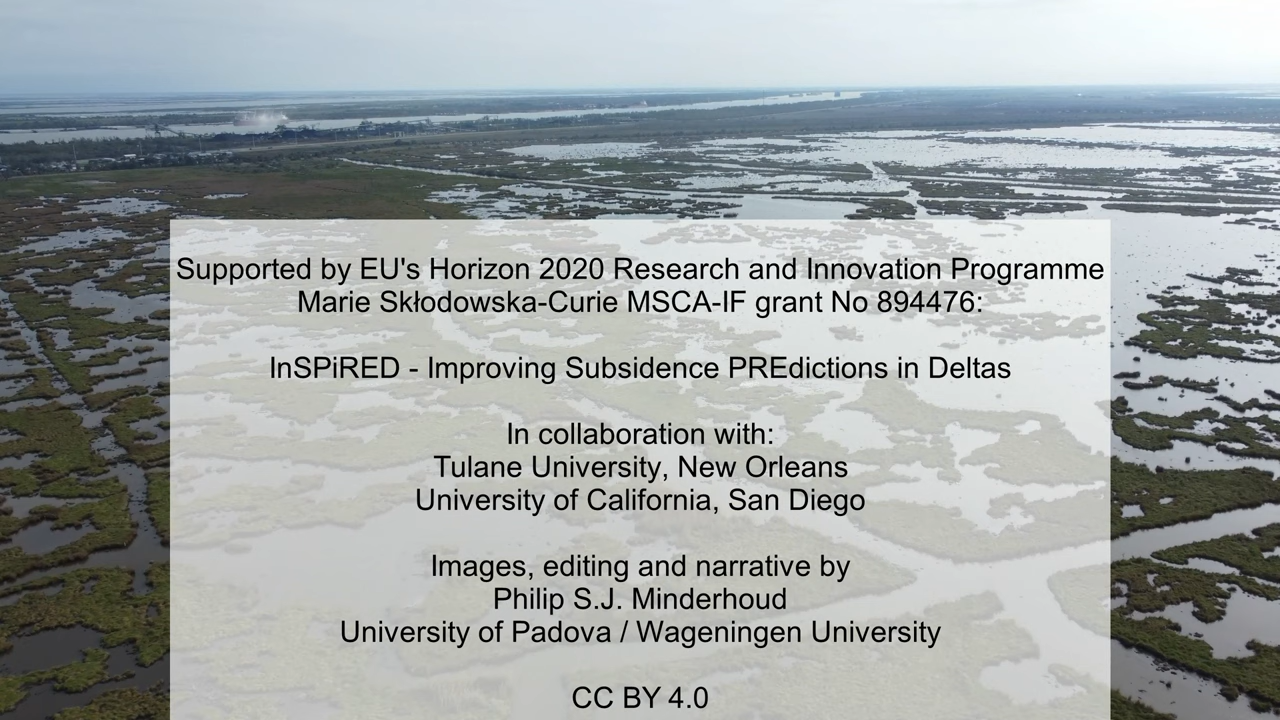 Supported by EU's Horizon 2020 Research and Innovation Programme
Marie Skłodowska-Curie MSCA-IF grant No 894476:
InSPiRED - Improving Subsidence PREdictions in Deltas
In collaboration with:
Tulane University, New Orleans
University of California, San Diego
Images, editing and narrative by
Philip S.J. Minderhoud
University of Padova / Wageningen University
CC BY 4.0